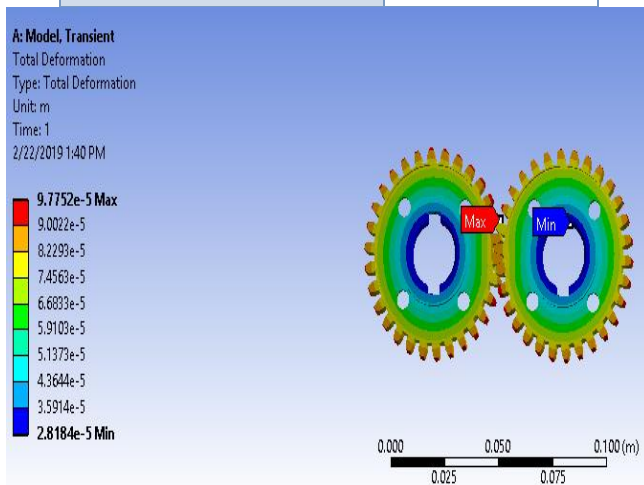 A: Model, Transient
Total Deformation
Type: Total Deformation
Unit: m
Time: 1
2/22/2019 1:40 PM
9.7752e-5 Max
9.0022e-5
8.2293e-5
7.4563e-5
6.6833e-5
5.9103e-5
5.1373e-5
4.3644e-5
3.5914e-5
2.8184e-5 Min
Max
Min
0.000 0.050 0.100 (m)
0.025 0.075